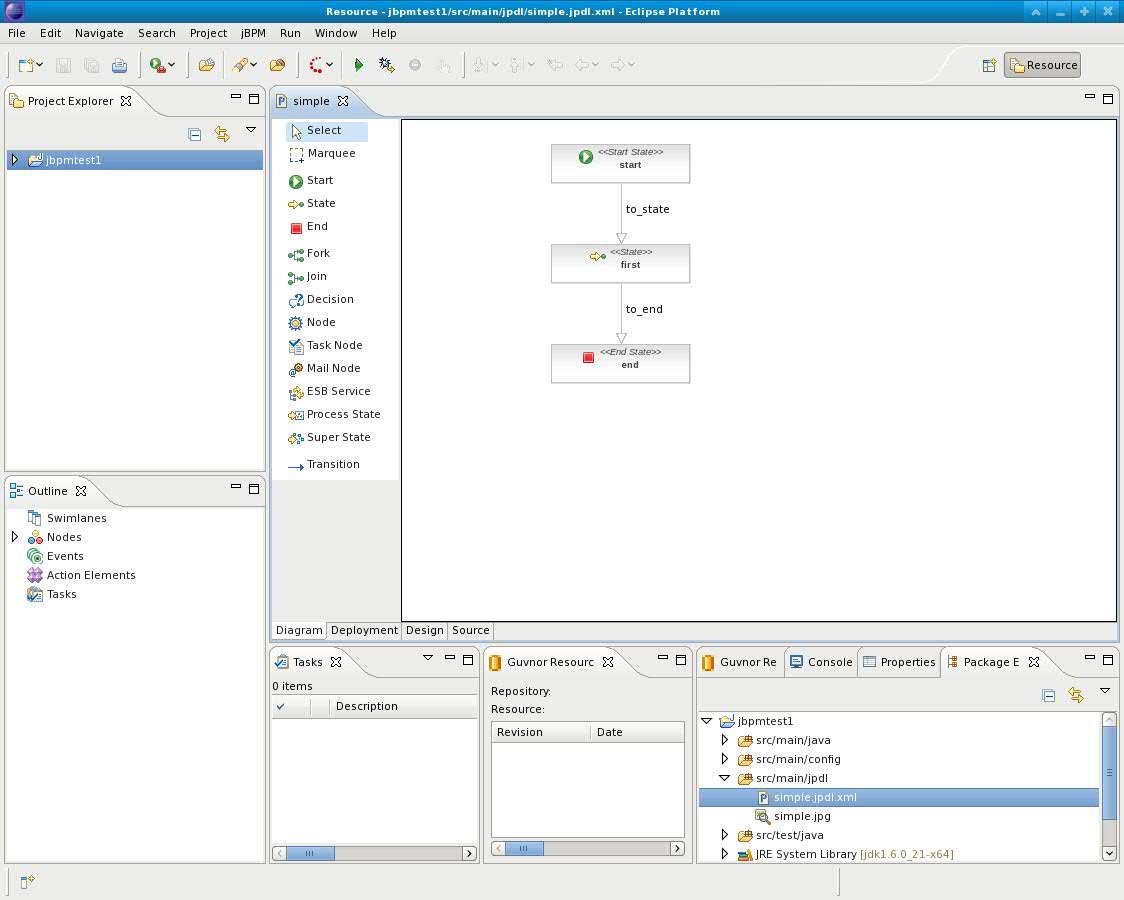 Resource - jbpmtest1/src/main/jpdl/simple.jpdl.xml - Eclipse Platform
File Edit Navigate Search Project jBPM Run Window Help
Resource
Project Explorer
jbpmtest1
simple
Select
Marquee
Start
State
End
Fork
Join
Decision
Node
Task Node
Mail Node
ESB Service
Process State
Super State
Transition
<<Start State>>
start
to_state
<<State>>
first
to_end
<<End State>>
end
Diagram Deployment Design Source
Outline
Swimlanes
Nodes
Events
Action Elements
Tasks
Tasks
0 items
Description
Guvnor Resourc
Repository:
Resource:
Revision Date
Guvnor Re Console Properties Package E
jbpmtest1
src/main/java
src/main/config
src/main/jpdl
simple.jpdl.xml
simple.jpg
src/test/java
JRE System Library [jdk1.6.0_21-x64]